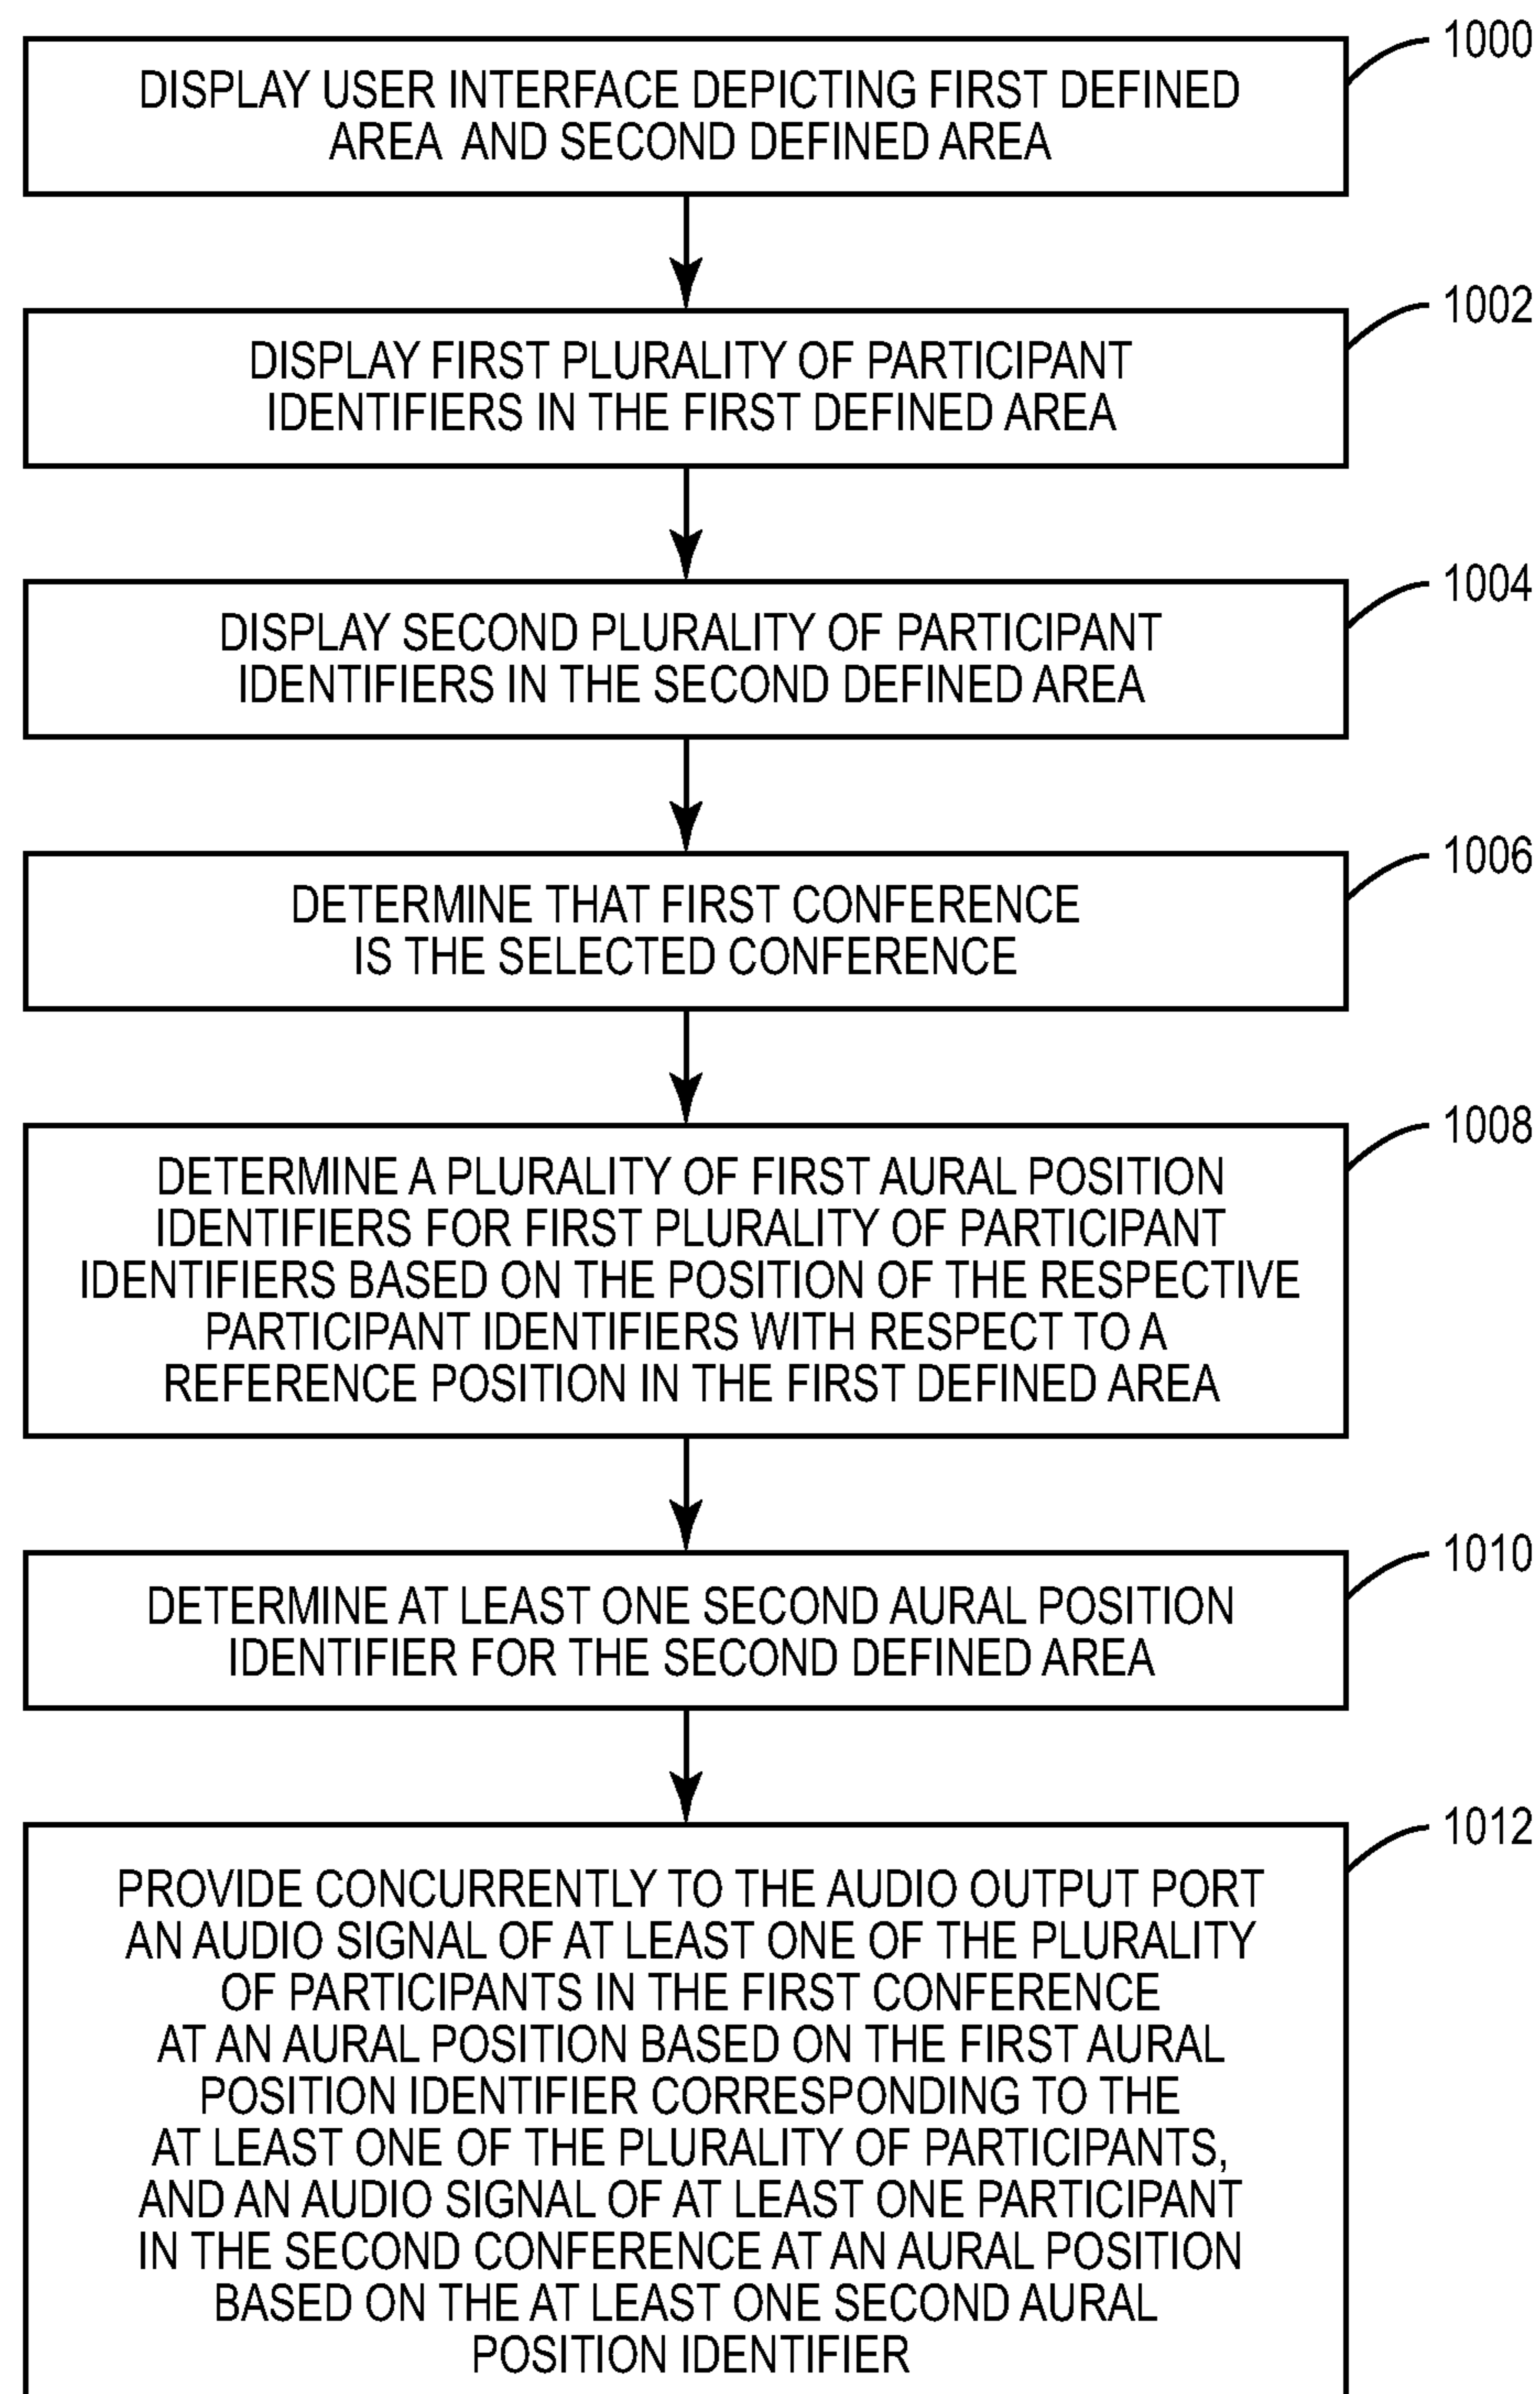 1000
DISPLAY USER INTERFACE DEPICTING FIRST DEFINED
AREA AND SECOND DEFINED AREA
1002
DISPLAY FIRST PLURALITY OF PARTICIPANT
IDENTIFIERS IN THE FIRST DEFINED AREA
1004
DISPLAY SECOND PLURALITY OF PARTICIPANT
IDENTIFIERS IN THE SECOND DEFINED AREA
1006
DETERMINE THAT FIRST CONFERENCE
IS THE SELECTED CONFERENCE
1008
DETERMINE A PLURALITY OF FIRST AURAL POSITION
IDENTIFIERS FOR FIRST PLURALITY OF PARTICIPANT
IDENTIFIERS BASED ON THE POSITION OF THE RESPECTIVE
PARTICIPANT IDENTIFIERS WITH RESPECT TO A
REFERENCE POSITION IN THE FIRST DEFINED AREA
1010
DETERMINE AT LEAST ONE SECOND AURAL POSITION
IDENTIFIER FOR THE SECOND DEFINED AREA
1012
PROVIDE CONCURRENTLY TO THE AUDIO OUTPUT PORT
AN AUDIO SIGNAL OF AT LEAST ONE OF THE PLURALITY
OF PARTICIPANTS IN THE FIRST CONFERENCE
AT AN AURAL POSITION BASED ON THE FIRST AURAL
POSITION IDENTIFIER CORRESPONDING TO THE
AT LEAST ONE OF THE PLURALITY OF PARTICIPANTS,
AND AN AUDIO SIGNAL OF AT LEAST ONE PARTICIPANT
IN THE SECOND CONFERENCE AT AN AURAL POSITION
BASED ON THE AT LEAST ONE SECOND AURAL
POSITION IDENTIFIER